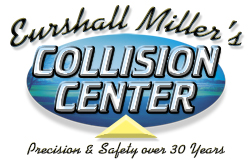 Eurshall Miller's
COLLISION
CENTER
Precision & Safety over 30 Years